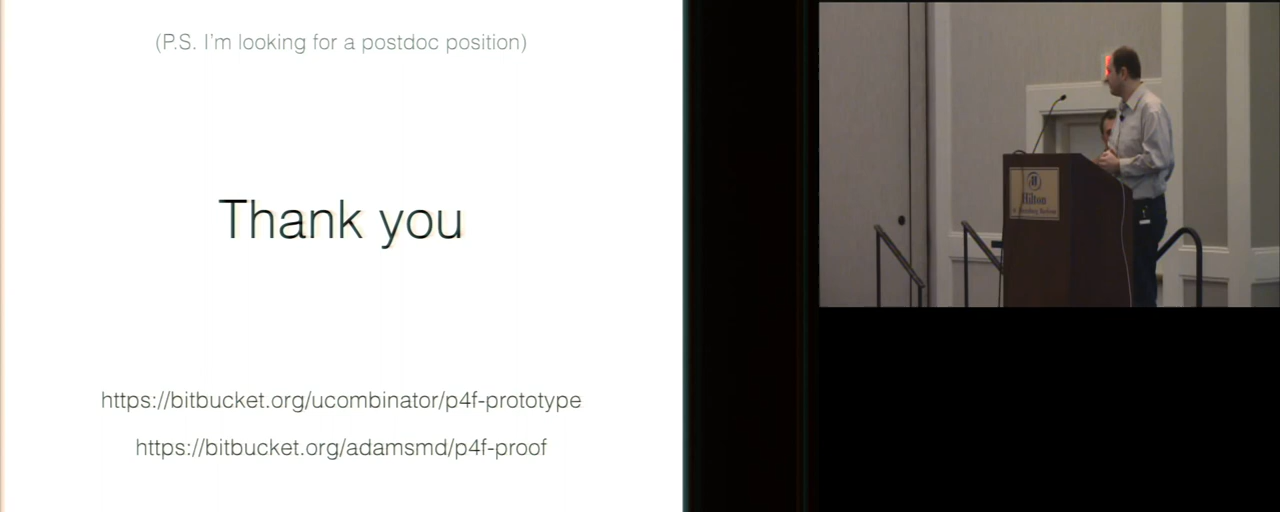 (P.S. I'm looking for a postdoc position)
Thank you
https://bitbucket.org/ucombinator/p4f-prototype
https://bitbucket.org/adamsmd/p4f-proof
Hilton